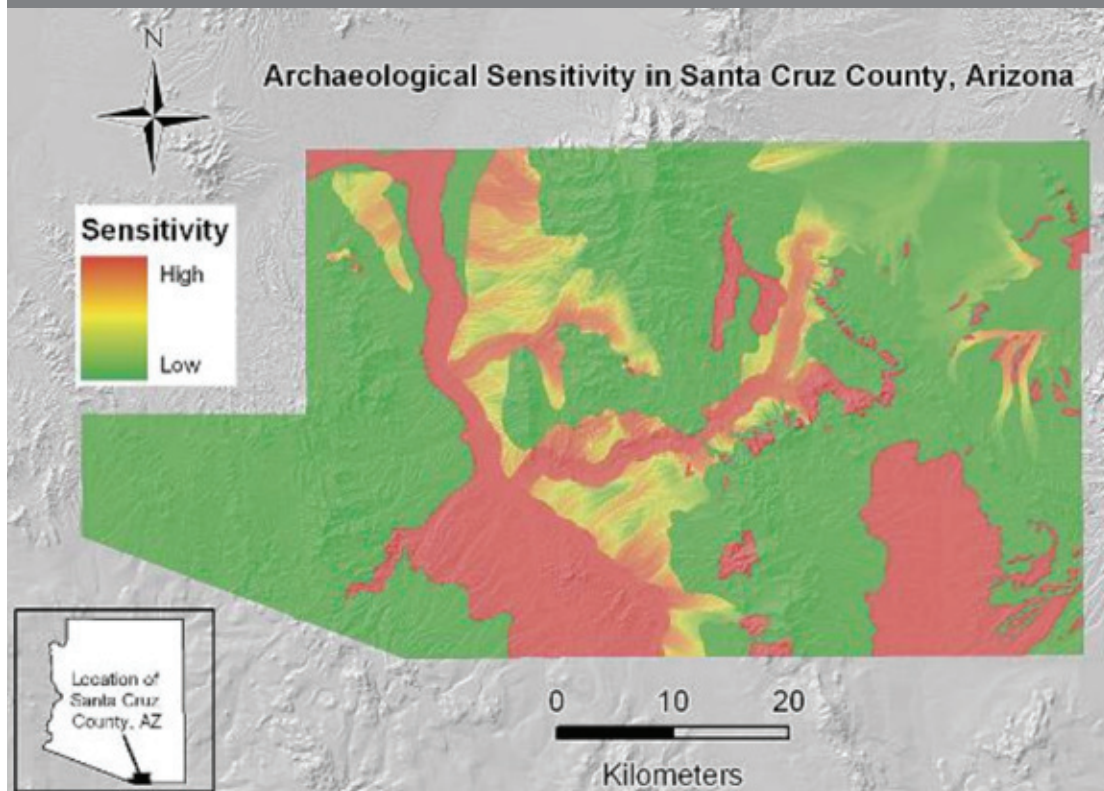 N
Archaeological Sensitivity in Santa Cruz County, Arizona
Sensitivity
High
Low
Location of
Santa Cruz
County, AZ
0 10 20
Kilometers